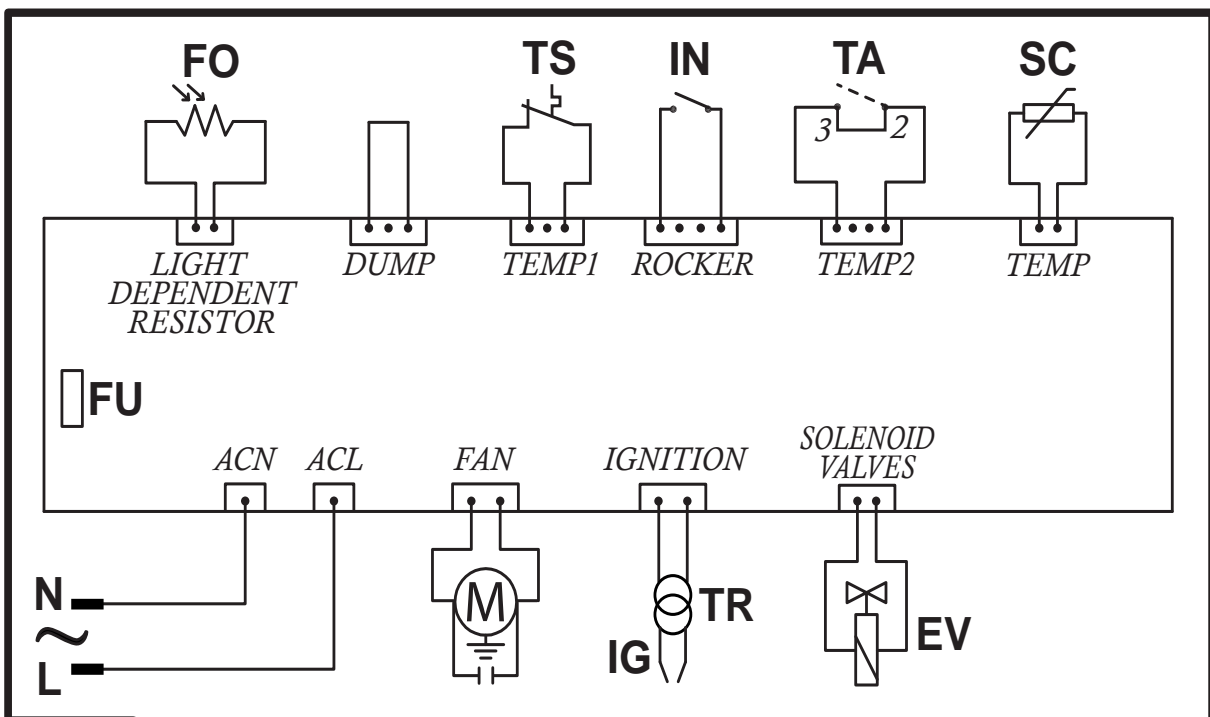 FO
TS
IN
TA
SC
3
2
LIGHT
DEPENDENT
RESISTOR
DUMP
TEMP1
ROCKER
TEMP2
TEMP
FU
ACN
ACL
FAN
IGNITION
SOLENOID
VALVES
N
~
L
M
TR
IG
EV